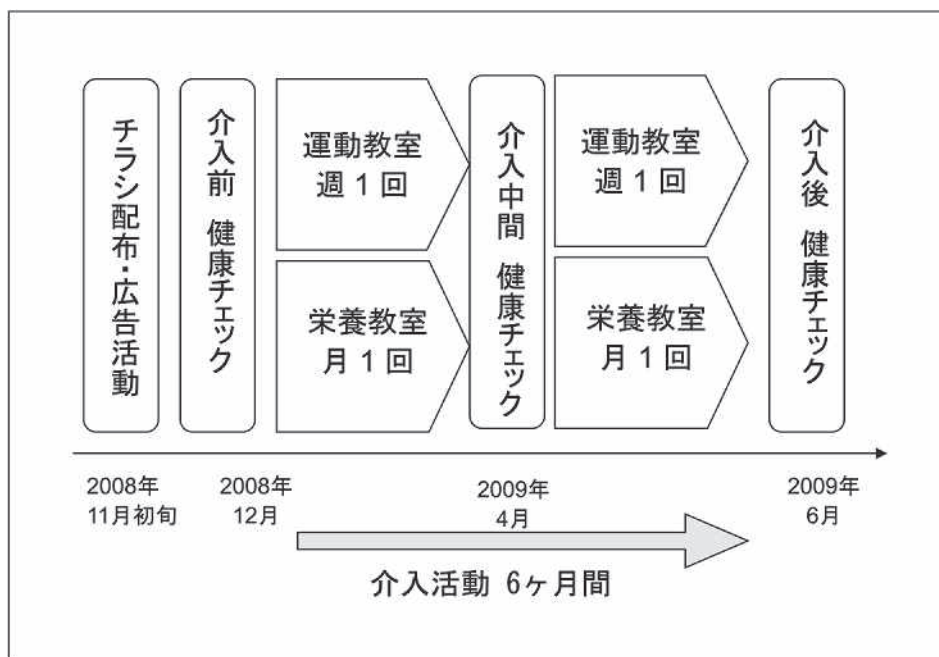 チラシ配布・広告活動
介入前 健康チェック
運動教室
週1回
栄養教室
月1回
介入中間 健康チェック
運動教室
週1回
栄養教室
月1回
介入後 健康チェック
2008年
11月初旬
2008年
12月
2009年
4月
2009年
6月
介入活動 6ヶ月間